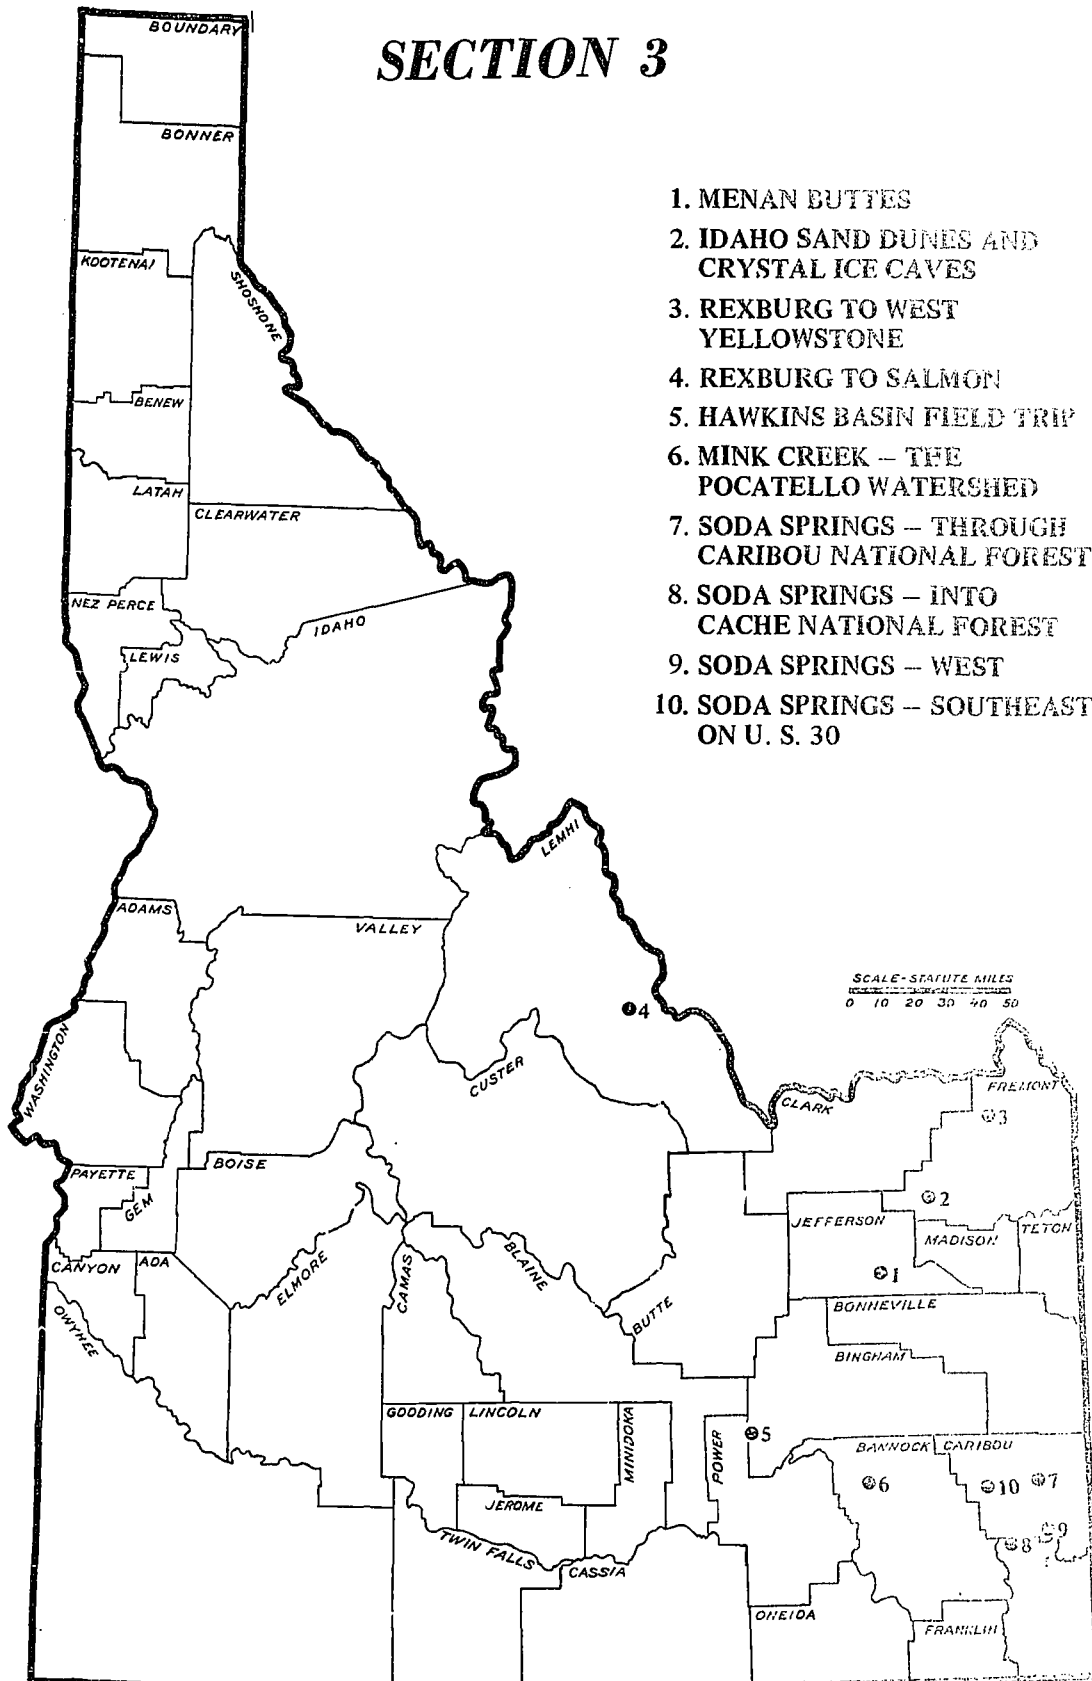 SECTION 3
1. MENAN BUTTES
2. IDAHO SAND DUNES AND
CRYSTAL ICE CAVES
3. REXBURG TO WEST
YELLOWSTONE
4. REXBURG TO SALMON
5. HAWKINS BASIN FIELD TRIP
6. MINK CREEK – THE
POCATELLO WATERSHED
7. SODA SPRINGS – THROUGH
CARIBOU NATIONAL FOREST
8. SODA SPRINGS – INTO
CACHE NATIONAL FOREST
9. SODA SPRINGS – WEST
10. SODA SPRINGS – SOUTHEAST
ON U. S. 30
BOUNDARY
BONNER
KOOTENAI
SHOSHONE
BENEW
LATAH
CLEARWATER
NEZ PERCE
IDAHO
LEWIS
LEMHI
ADAMS
VALLEY
SCALE-STATUTE MILES
0 10 20 30 40 50
4
WASHINGTON
CUSTER
CLARK
FREMONT
3
PAYETTE
BOISE
GEM
2
JEFFERSON
MADISON
TETON
CANYON
ADA
ELMORE
CAMAS
BLAINE
1
OWYHEE
BUTTE
BONNEVILLE
BINGHAM
GOODING
LINCOLN
MINIDOKA
POWER
5
BANNOCK
CARIBOU
6
10
7
JEROME
TWIN FALLS
CASSIA
8
9
ONEIDA
FRANKLIN